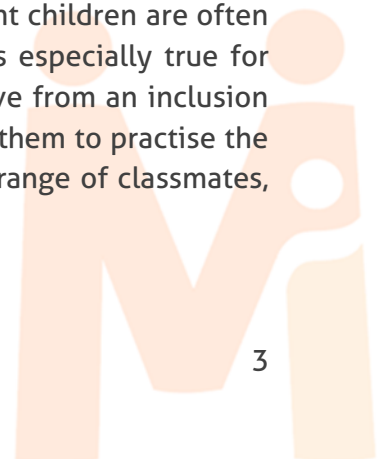 nt children are often
s especially true for
ve from an inclusion
them to practise the
range of classmates,
3